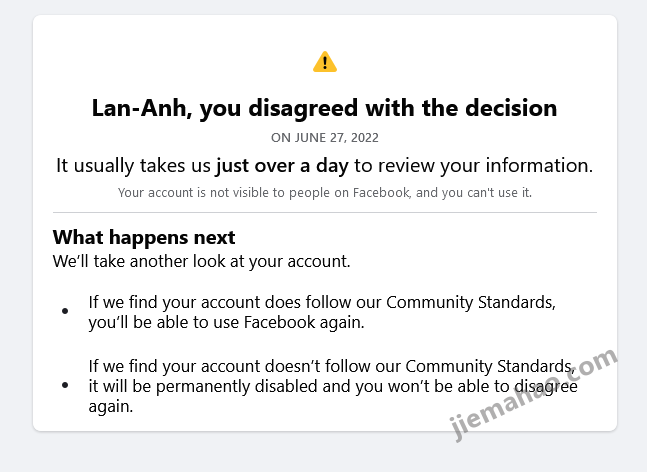 Lan-Anh, you disagreed with the decision
ON JUNE 27, 2022
It usually takes us just over a day to review your information.
Your account is not visible to people on Facebook, and you can't use it.
What happens next
We’ll take another look at your account.
• If we find your account does follow our Community Standards,
you’ll be able to use Facebook again.
• If we find your account doesn’t follow our Community Standards,
it will be permanently disabled and you won’t be able to disagree
again.
jiemahao.com